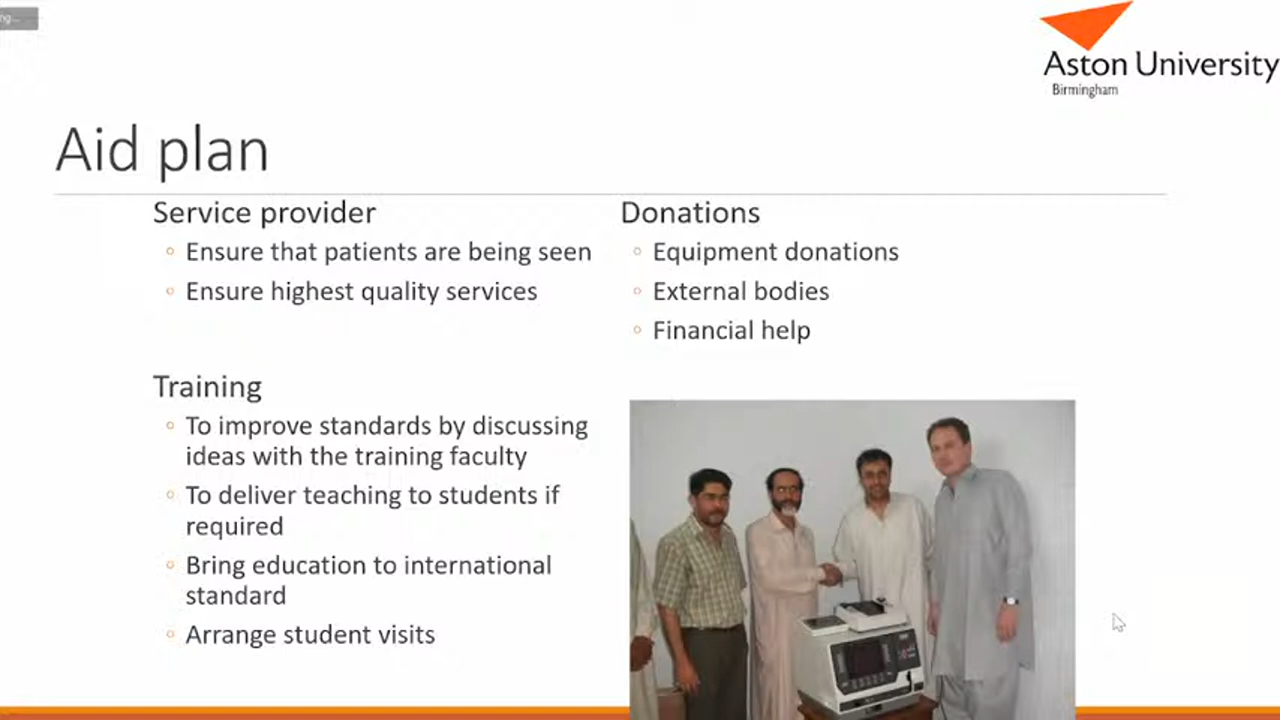 Aston University
Birmingham
Aid plan
Service provider
Ensure that patients are being seen
Ensure highest quality services
Training
To improve standards by discussing
ideas with the training faculty
To deliver teaching to students if
required
Bring education to international
standard
Arrange student visits
Donations
Equipment donations
External bodies
Financial help